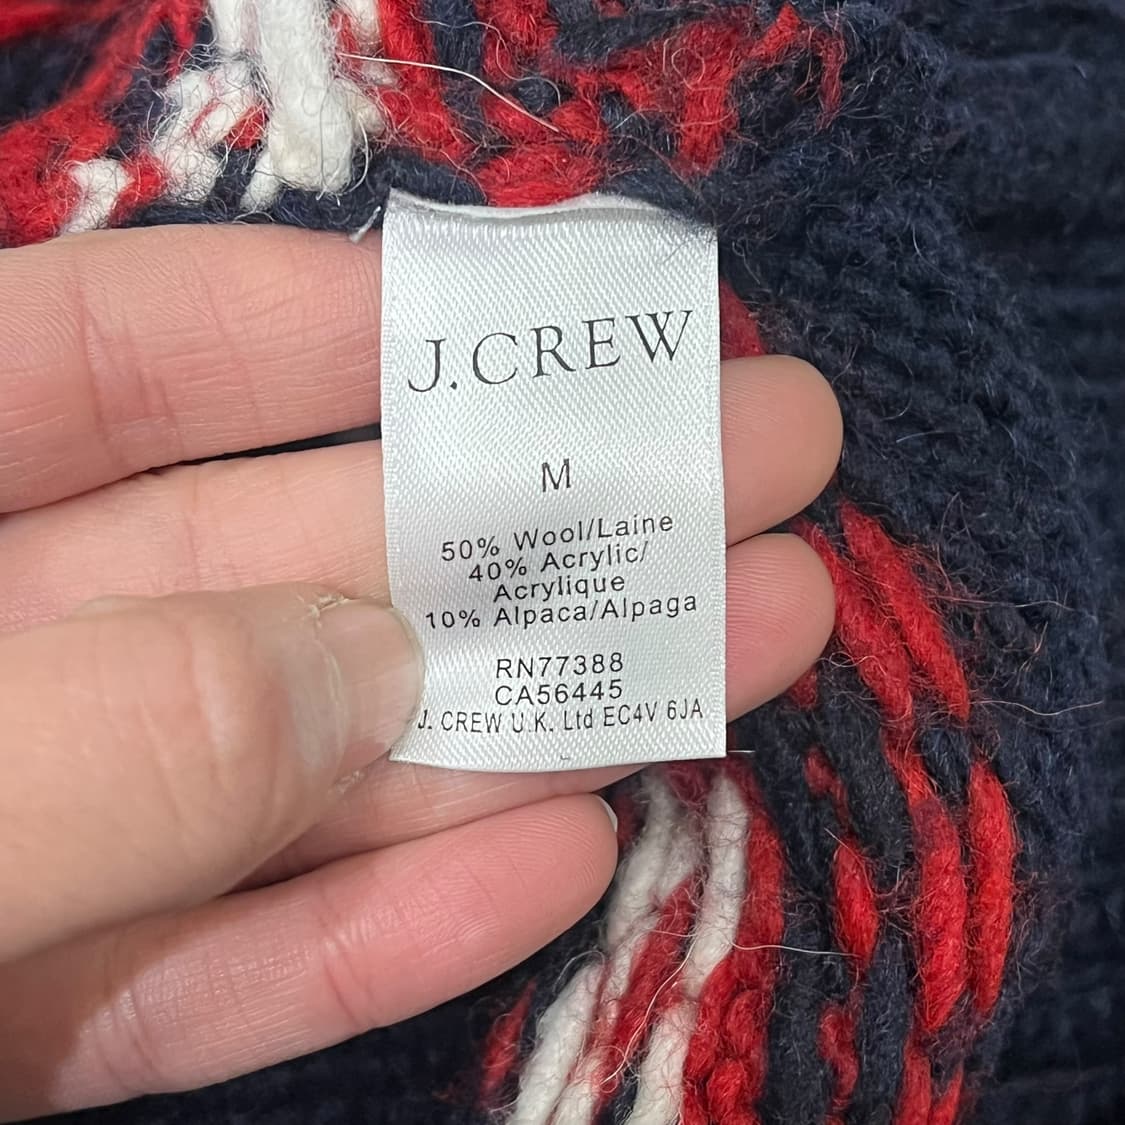 J.CREW
M
50% Wool/Laine
40% Acrylic/
Acrylique
10% Alpaca/Alpaga
RN77388
CA56445
J. CREW U.K. Ltd EC4V 6JA